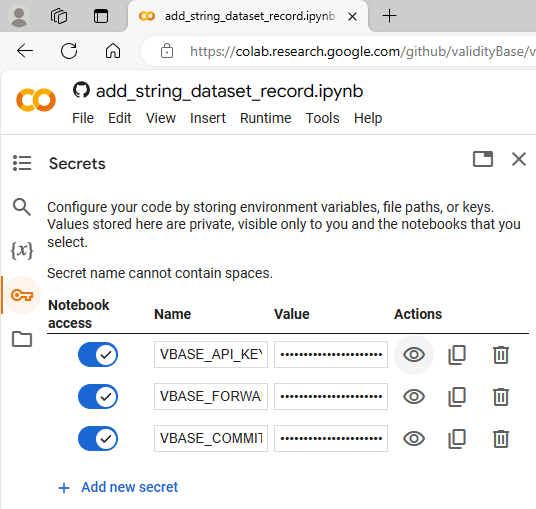 add_string_dataset_record.ipynb
https://colab.research.google.com/github/validityBase/v
add_string_dataset_record.ipynb
File Edit View Insert Runtime Tools Help
Secrets
Configure your code by storing environment variables, file paths, or keys.
Values stored here are private, visible only to you and the notebooks that you
select.
Secret name cannot contain spaces.
Notebook
access Name Value Actions
VBASE_API_KEY
VBASE_FORWA
VBASE_COMMIT
+ Add new secret